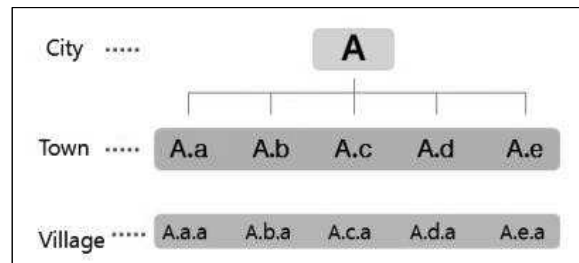 City ..... A
Town ..... A.a A.b A.c A.d A.e
Village ..... A.a.a A.b.a A.c.a A.d.a A.e.a